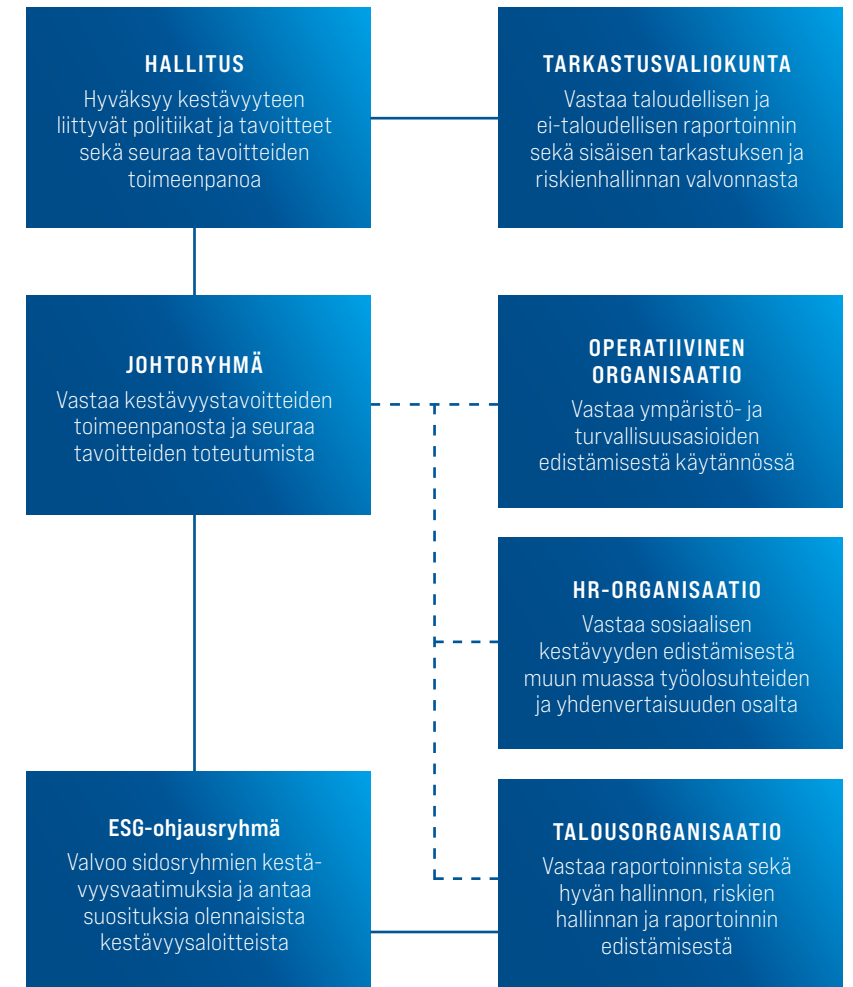 HALLITUS
Hyväksyy kestävyyteen
liittyvät politiikat ja tavoitteet
sekä seuraa tavoitteiden
toimeenpanoa
TARKASTUSVALIOKUNTA
Vastaa taloudellisen ja
ei-taloudellisen raportoinnin
sekä sisäisen tarkastuksen ja
riskienhallinnan valvonnasta
JOHTORYHMÄ
Vastaa kestävyystavoitteiden
toimeenpanosta ja seuraa
tavoitteiden toteutumista
OPERATIIVINEN
ORGANISAATIO
Vastaa ympäristö- ja
turvallisuusasioiden
edistämisestä käytännössä
HR-ORGANISAATIO
Vastaa sosiaalisen
kestävyyden edistämisestä
muun muassa työolosuhteiden
ja yhdenvertaisuuden osalta
ESG-ohjausryhmä
Valvoo sidosryhmien kestä-
vyysvaatimuksia ja antaa
suosituksia olennaisista
kestävyysaloitteista
TALOUSORGANISAATIO
Vastaa raportoinnista sekä
hyvän hallinnon, riskien
hallinnan ja raportoinnin
edistämisestä